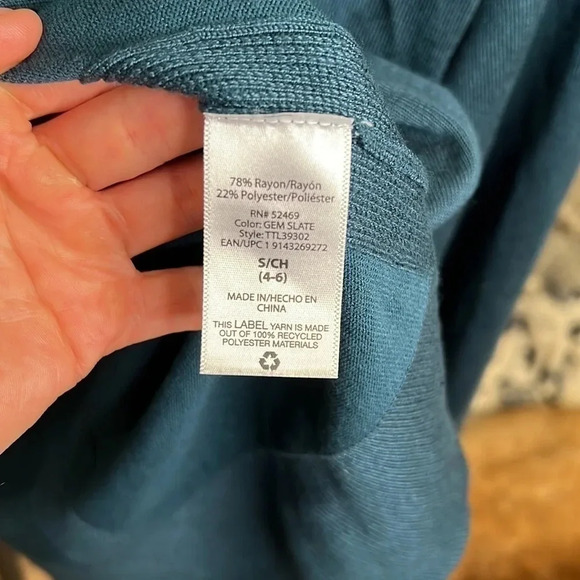 78% Rayon/Rayón
22% Polyester/Poliéster
RN# 52469
Color: GEM SLATE
Style: TTL39302
EAN/UPC 1 9143269272
S/CH
(4-6)
MADE IN/HECHO EN
CHINA
THIS LABEL YARN IS MADE
OUT OF 100% RECYCLED
POLYESTER MATERIALS